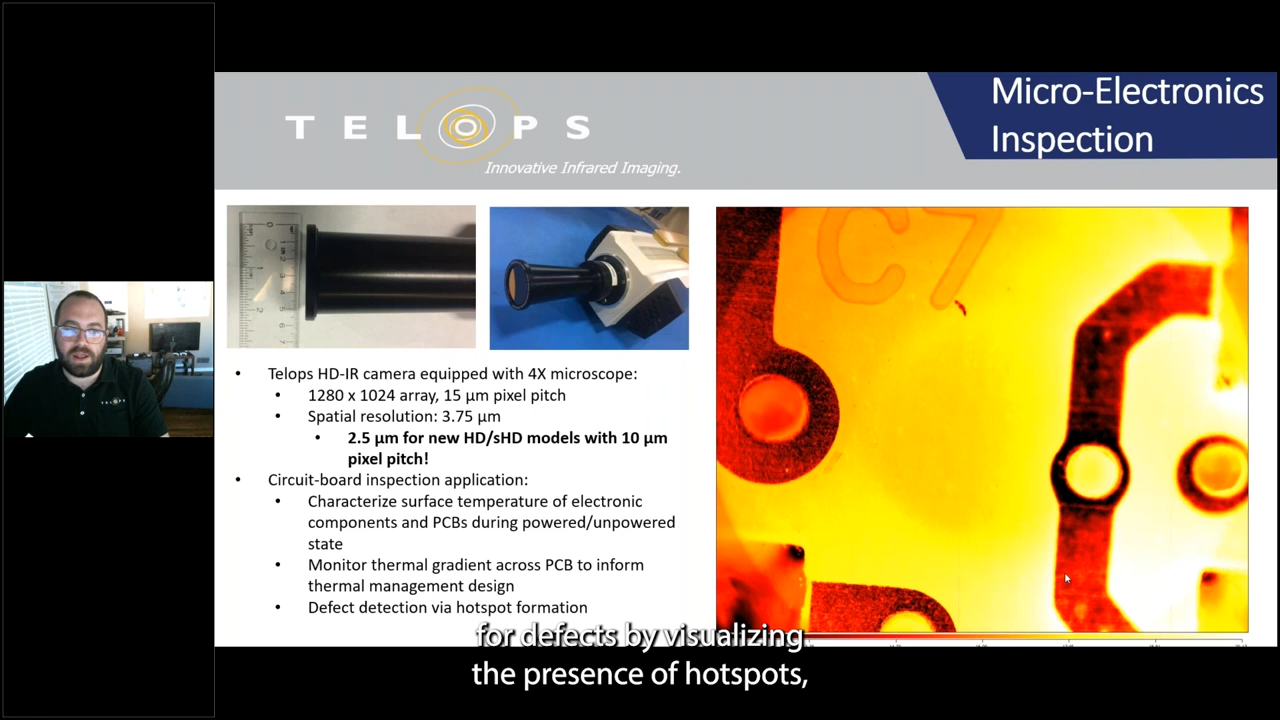 TELOPS
Innovative Infrared Imaging.
Micro-Electronics
Inspection
C7
• Telops HD-IR camera equipped with 4X microscope:
• 1280 x 1024 array, 15 µm pixel pitch
• Spatial resolution: 3.75 µm
• 2.5 µm for new HD/sHD models with 10 µm
pixel pitch!
• Circuit-board inspection application:
• Characterize surface temperature of electronic
components and PCBs during powered/unpowered
state
• Monitor thermal gradient across PCB to inform
thermal management design
• Defect detection via hotspot formation
for defects by visualizing
the presence of hotspots,